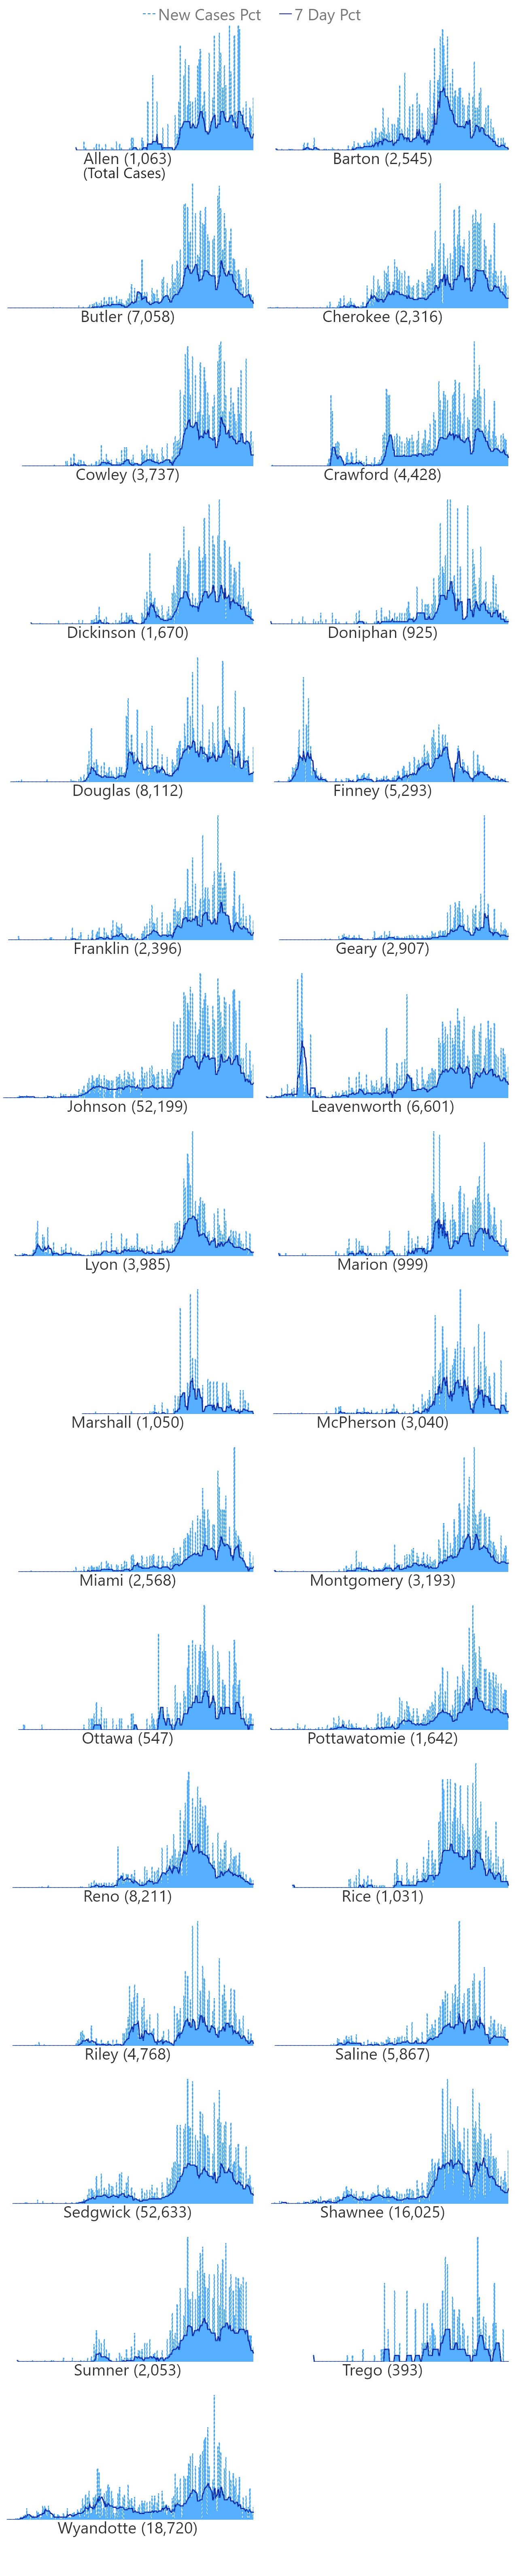 New Cases Pct 7 Day Pct
Allen (1,063) Barton (2,545)
(Total Cases)
Butler (7,058) Cherokee (2,316)
Cowley (3,737) Crawford (4,428)
Dickinson (1,670) Doniphan (925)
Douglas (8,112) Finney (5,293)
Franklin (2,396) Geary (2,907)
Johnson (52,199) Leavenworth (6,601)
Lyon (3,985) Marion (999)
Marshall (1,050) McPherson (3,040)
Miami (2,568) Montgomery (3,193)
Ottawa (547) Pottawatomie (1,642)
Reno (8,211) Rice (1,031)
Riley (4,768) Saline (5,867)
Sedgwick (52,633) Shawnee (16,025)
Sumner (2,053) Trego (393)
Wyandotte (18,720)